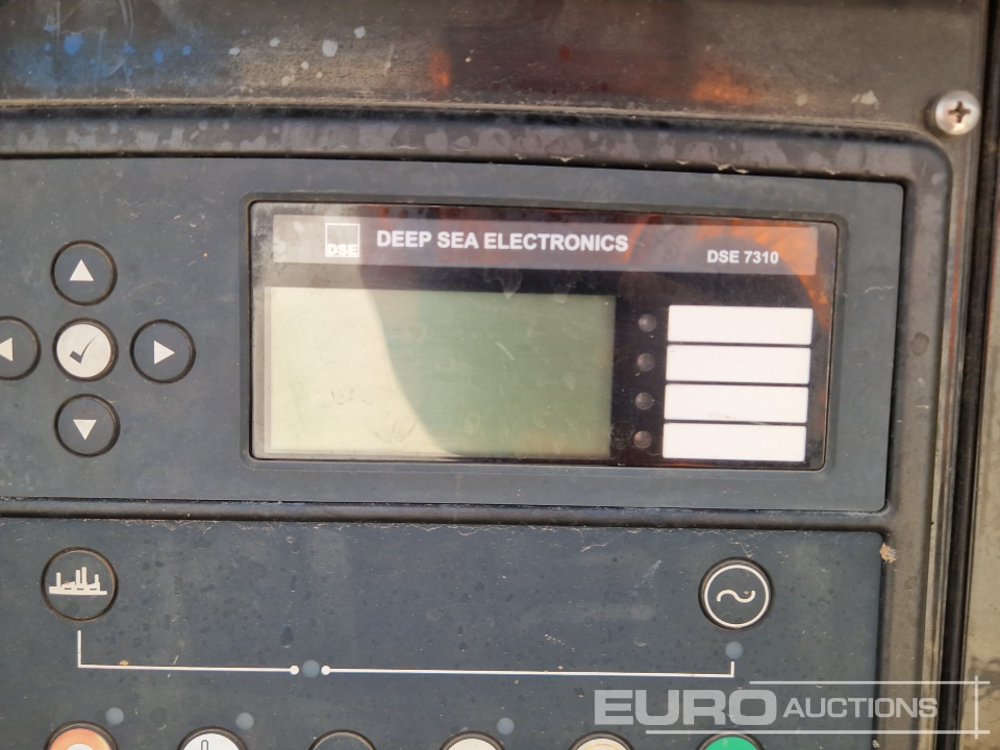 DSE DEEP SEA ELECTRONICS
DSE 7310
EURO AUCTIONS